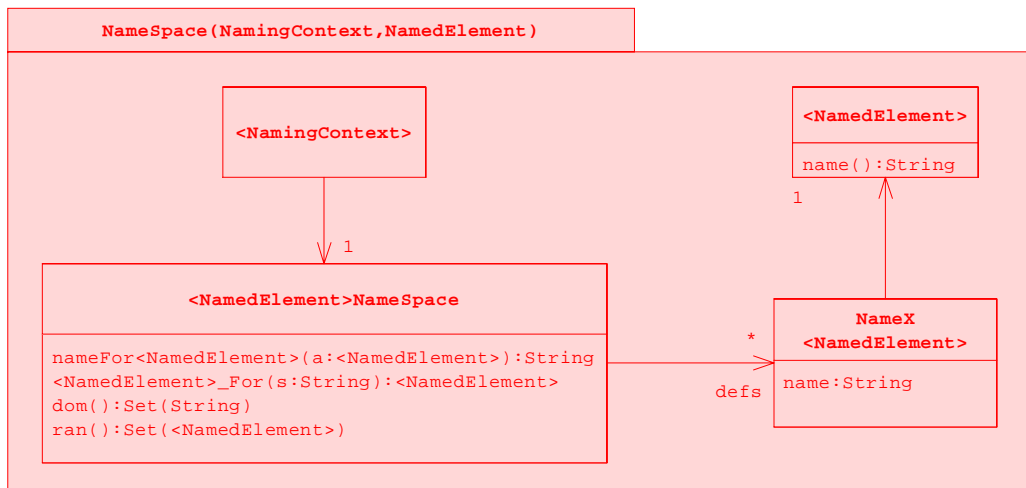 NameSpace(NamingContext,NamedElement)
<NamingContext>
<NamedElement>
name():String
1
1
<NamedElement>NameSpace
nameFor<NamedElement>(a:<NamedElement>):String
<NamedElement>_For(s:String):<NamedElement>
dom():Set(String)
ran():Set(<NamedElement>)
*
defs
NameX
<NamedElement>
name:String